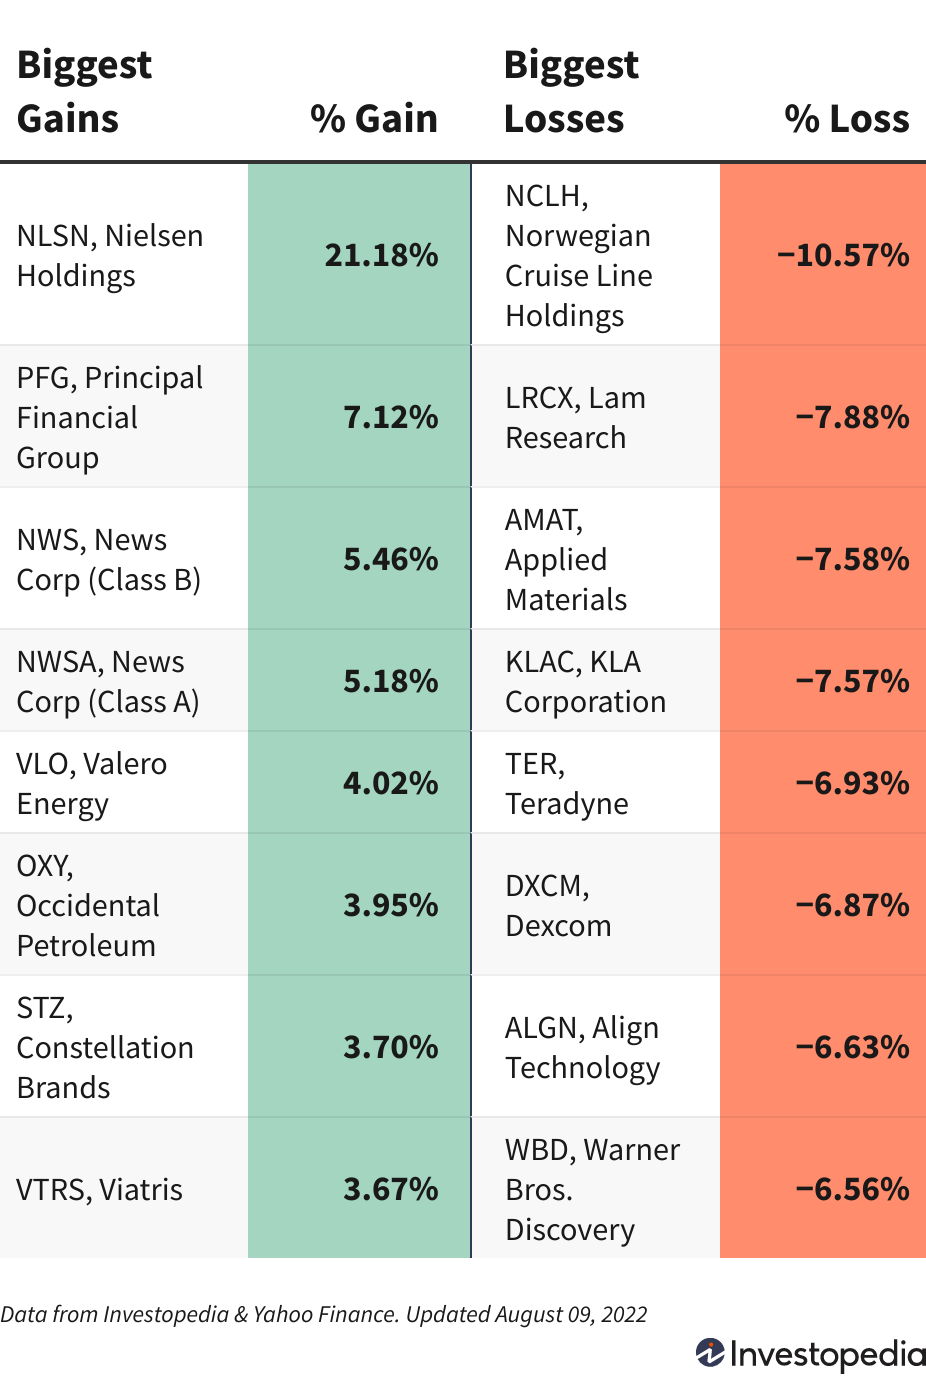 Biggest
Gains
% Gain
Biggest
Losses
% Loss
NLSN, Nielsen
Holdings
21.18%
NCLH,
Norwegian
Cruise Line
Holdings
−10.57%
PFG, Principal
Financial
Group
7.12%
LRCX, Lam
Research
−7.88%
NWS, News
Corp (Class B)
5.46%
AMAT,
Applied
Materials
−7.58%
NWSA, News
Corp (Class A)
5.18%
KLAC, KLA
Corporation
−7.57%
VLO, Valero
Energy
4.02%
TER,
Teradyne
−6.93%
OXY,
Occidental
Petroleum
3.95%
DXCM,
Dexcom
−6.87%
STZ,
Constellation
Brands
3.70%
ALGN, Align
Technology
−6.63%
VTRS, Viatris
3.67%
WBD, Warner
Bros.
Discovery
−6.56%
Data from Investopedia & Yahoo Finance. Updated August 09, 2022
Investopedia